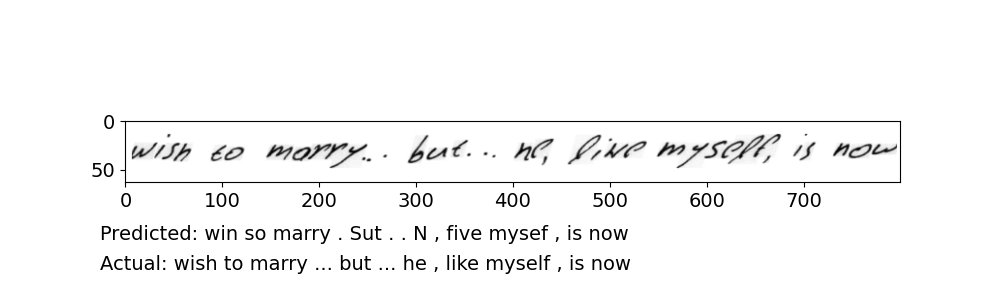 0
wish to marry... but... he, like myself, is now
50
0 100 200 300 400 500 600 700
Predicted: win so marry . Sut . . N , five mysef , is now
Actual: wish to marry ... but ... he , like myself , is now